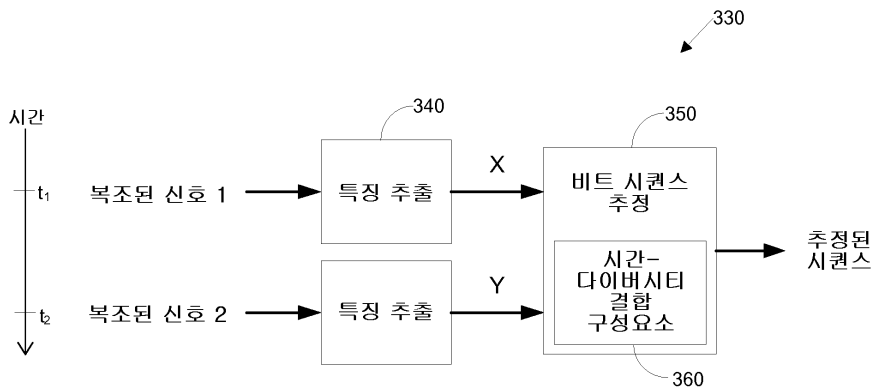 330
340
350
시간
X
t1
복조된 신호 1
특징 추출
비트 시퀀스
추정
추정된
시퀀스
시간-
다이버시티
결합
구성요소
Y
t2
복조된 신호 2
특징 추출
360